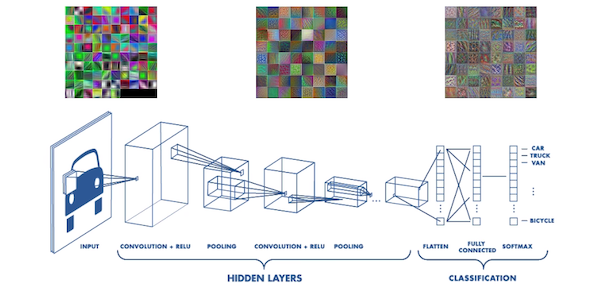 CAR
TRUCK
VAN
BICYCLE
INPUT
CONVOLUTION + RELU
POOLING
CONVOLUTION + RELU
POOLING
FLATTEN
FULLY
CONNECTED
SOFTMAX
HIDDEN LAYERS
CLASSIFICATION